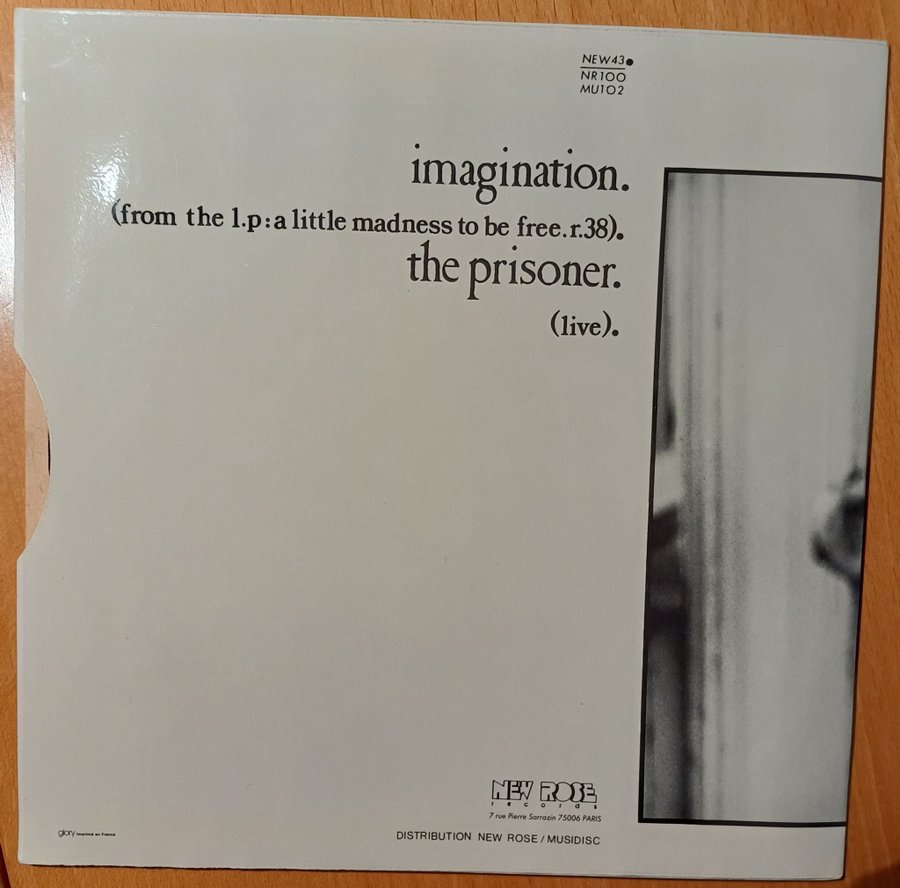 NEW43●
NR100
MU102
imagination.
(from the l.p:a little madness to be free.r.38).
the prisoner.
(live).
NEW ROSE
records
7 rue Pierre Sarrazin 75006 PARIS
glory imprimé en France
DISTRIBUTION NEW ROSE / MUSIDISC